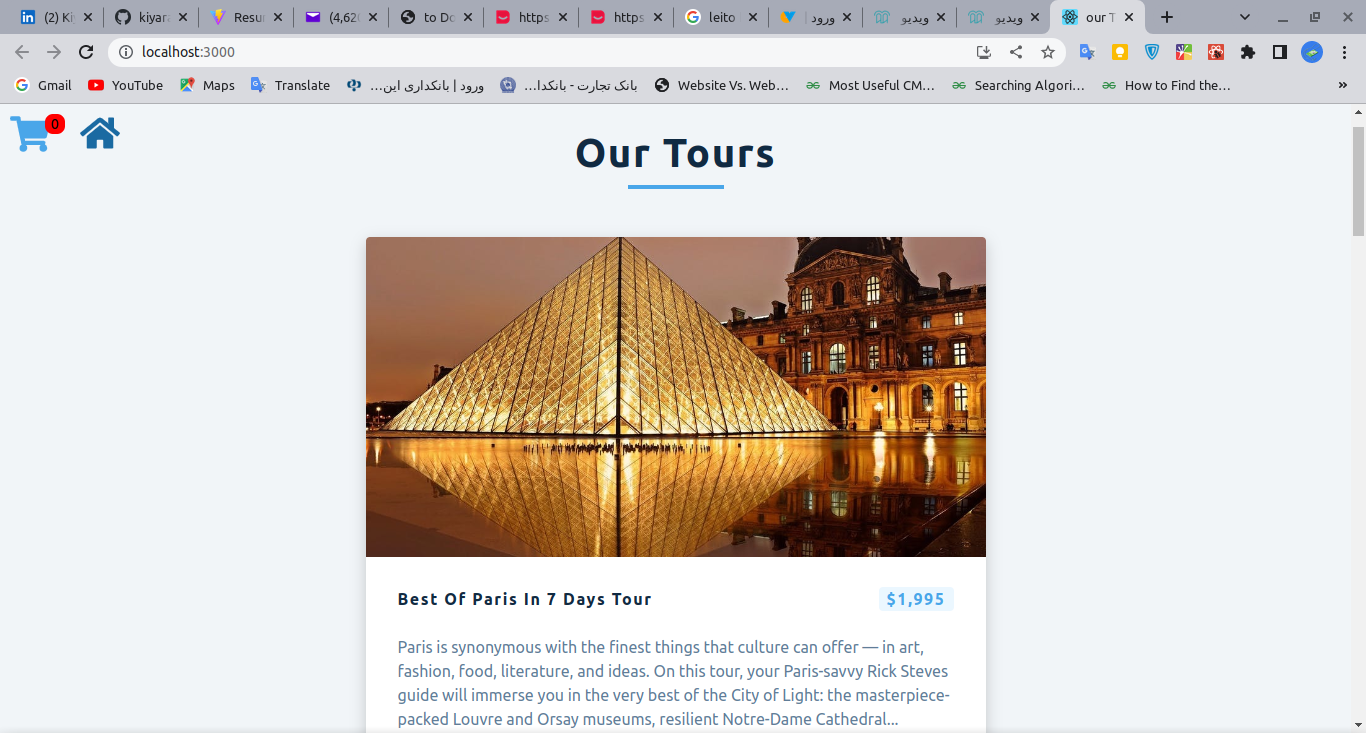 (2) Ki
kiyar
Resu
(4,62
to Do
https
https
leito
ورود
ویدیو
ویدیو
our T
localhost:3000
Gmail
YouTube
Maps
Translate
ورود | بانکداری این...
بانک تجارت - بانکدا...
Website Vs. Web...
Most Useful CM...
Searching Algori...
How to Find the...
0
Our Tours
Best Of Paris In 7 Days Tour
$1,995
Paris is synonymous with the finest things that culture can offer — in art,
fashion, food, literature, and ideas. On this tour, your Paris-savvy Rick Steves
guide will immerse you in the very best of the City of Light: the masterpiece-
packed Louvre and Orsay museums, resilient Notre-Dame Cathedral...